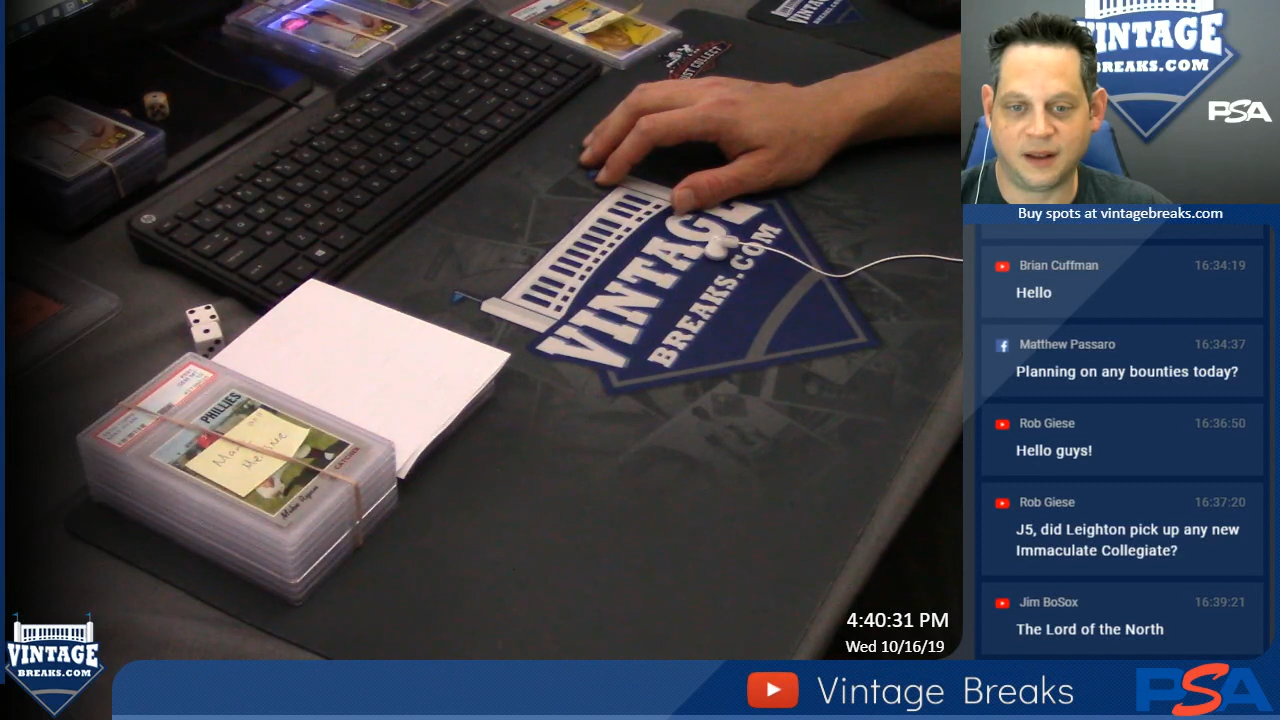 VINTAGE
BREAKS.COM
PSA
Buy spots at vintagebreaks.com
Brian Cuffman 16:34:19
Hello
Matthew Passaro 16:34:37
Planning on any bounties today?
Rob Giese 16:36:50
Hello guys!
Rob Giese 16:37:20
J5, did Leighton pick up any new
Immaculate Collegiate?
Jim BoSox 16:39:21
The Lord of the North
VINTAGE
BREAKS.COM
hp
PHILLIES
CATCHER
Mike Ryan
4:40:31 PM
Wed 10/16/19
VINTAGE
BREAKS.COM
Vintage Breaks
PSA